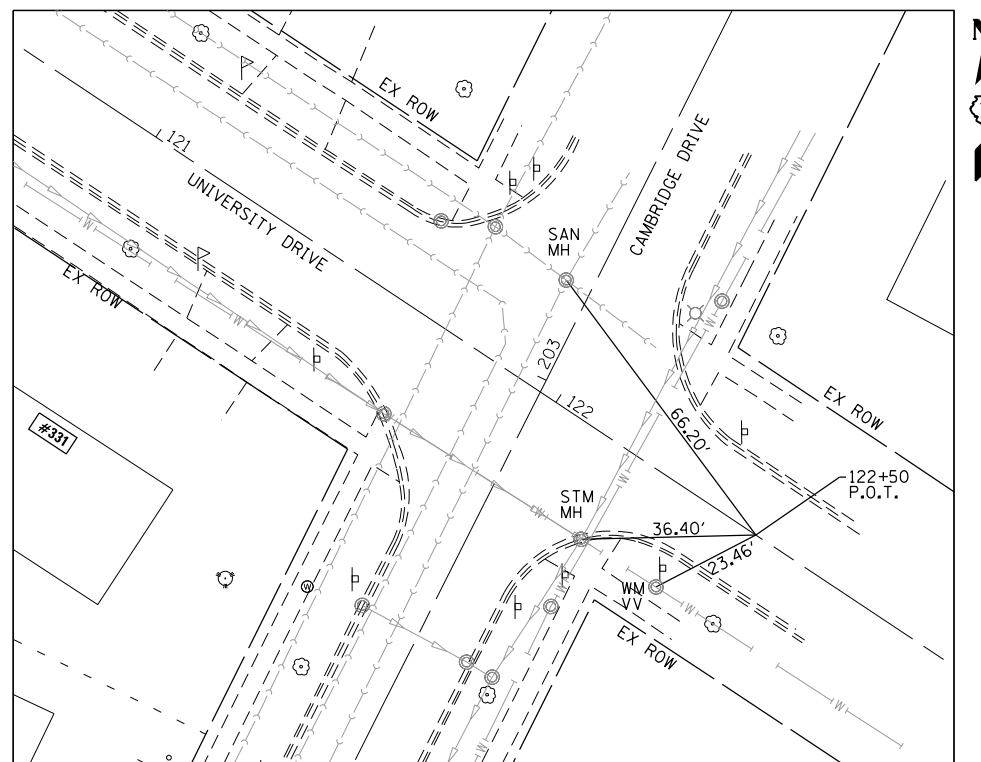 N
EX ROW
121
UNIVERSITY DRIVE
CAMBRIDGE DRIVE
SAN
MH
W
W
EX ROW
W
W
203
122
EX ROW
66.20'
#331
122+50
P.O.T.
STM
MH
W
W
36.40'
23.46'
W
WM
VV
W
W
EX ROW
W
W